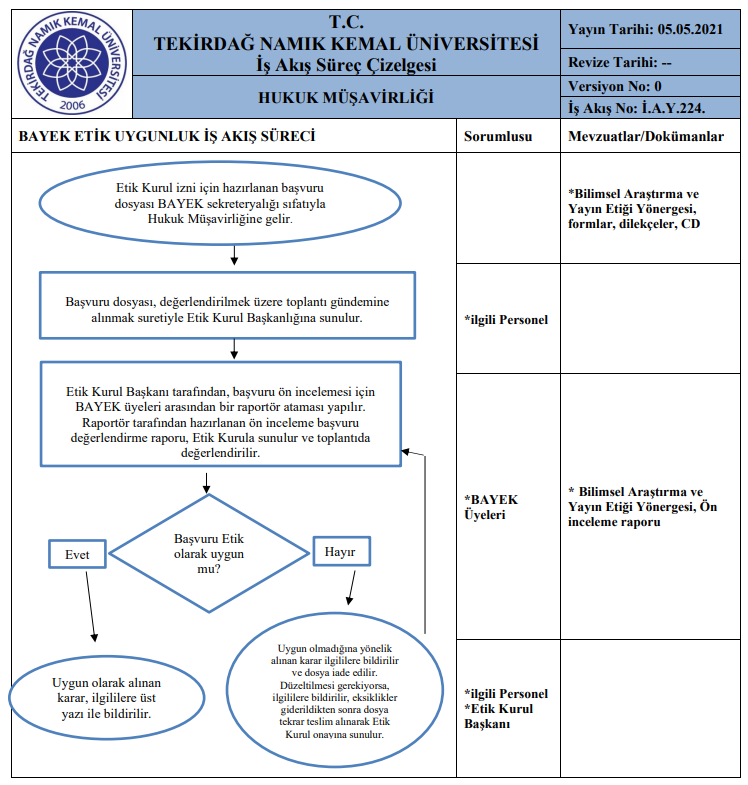 TEKİRDAĞ NAMIK KEMAL ÜNİVERSİTESİ
2006
T.C.
TEKİRDAĞ NAMIK KEMAL ÜNİVERSİTESİ
İş Akış Süreç Çizelgesi
HUKUK MÜŞAVİRLİĞİ
Yayın Tarihi: 05.05.2021
Revize Tarihi: --
Versiyon No: 0
İş Akış No: İ.A.Y.224.
BAYEK ETİK UYGUNLUK İŞ AKIŞ SÜRECİ
Sorumlusu
Mevzuatlar/Dokümanlar
Etik Kurul izni için hazırlanan başvuru
dosyası BAYEK sekreteryalığı sıfatıyla
Hukuk Müşavirliğine gelir.
*Bilimsel Araştırma ve
Yayın Etiği Yönergesi,
formlar, dilekçeler, CD
Başvuru dosyası, değerlendirilmek üzere toplantı gündemine
alınmak suretiyle Etik Kurul Başkanlığına sunulur.
*ilgili Personel
Etik Kurul Başkanı tarafından, başvuru ön incelemesi için
BAYEK üyeleri arasından bir raportör ataması yapılır.
Raportör tarafından hazırlanan ön inceleme başvuru
değerlendirme raporu, Etik Kurula sunulur ve toplantıda
değerlendirilir.
*BAYEK
Üyeleri
* Bilimsel Araştırma ve
Yayın Etiği Yönergesi, Ön
inceleme raporu
Başvuru Etik
olarak uygun
mu?
Evet
Hayır
Uygun olarak alınan
karar, ilgililere üst
yazı ile bildirilir.
Uygun olmadığına yönelik
alınan karar ilgililere bildirilir
ve dosya iade edilir.
Düzeltilmesi gerekiyorsa,
ilgililere bildirilir, eksiklikler
giderildikten sonra dosya
tekrar teslim alınarak Etik
Kurul onayına sunulur.
*ilgili Personel
*Etik Kurul
Başkanı